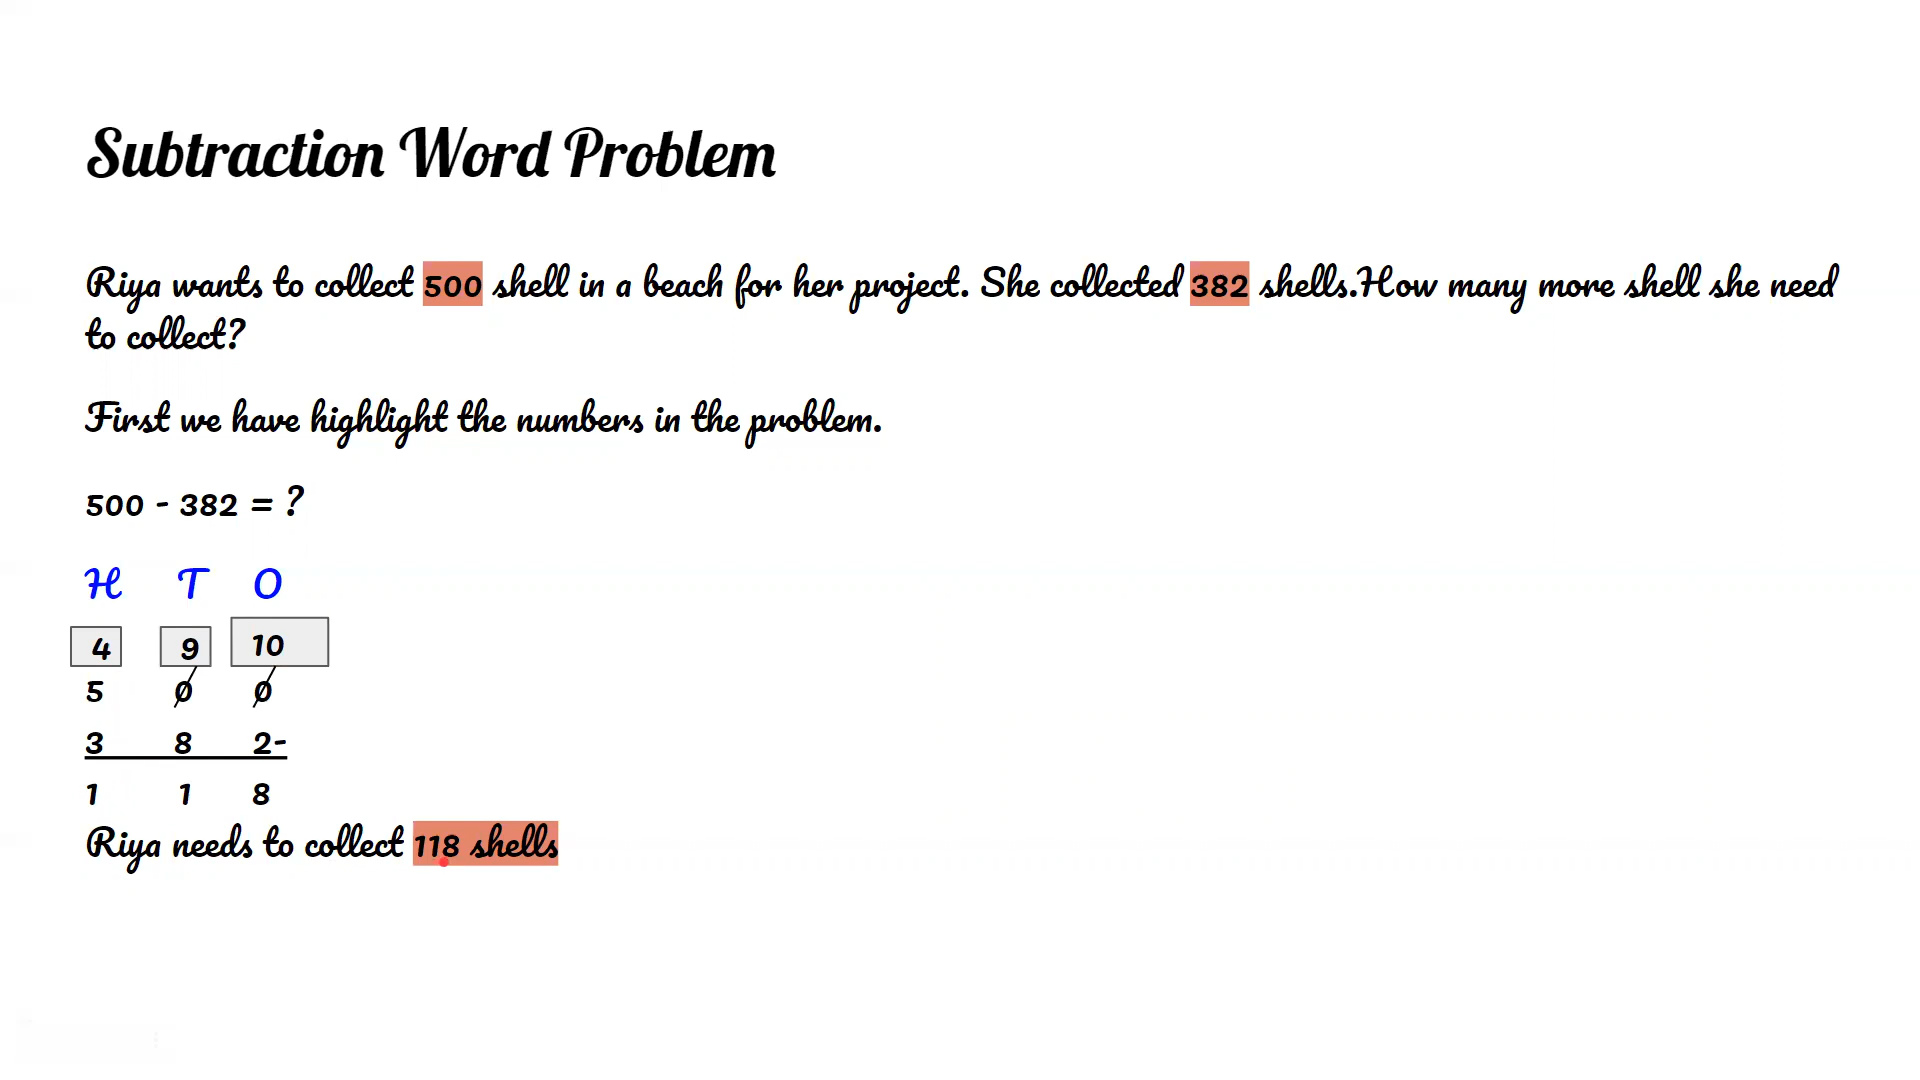 Subtraction Word Problem
Riya wants to collect 500 shell in a beach for her project. She collected 382 shells.How many more shell she need
to collect?
First we have highlight the numbers in the problem.
500 - 382 = ?
H T O
4 9 10
5 0 0
3 8 2-
1 1 8
Riya needs to collect 118 shells